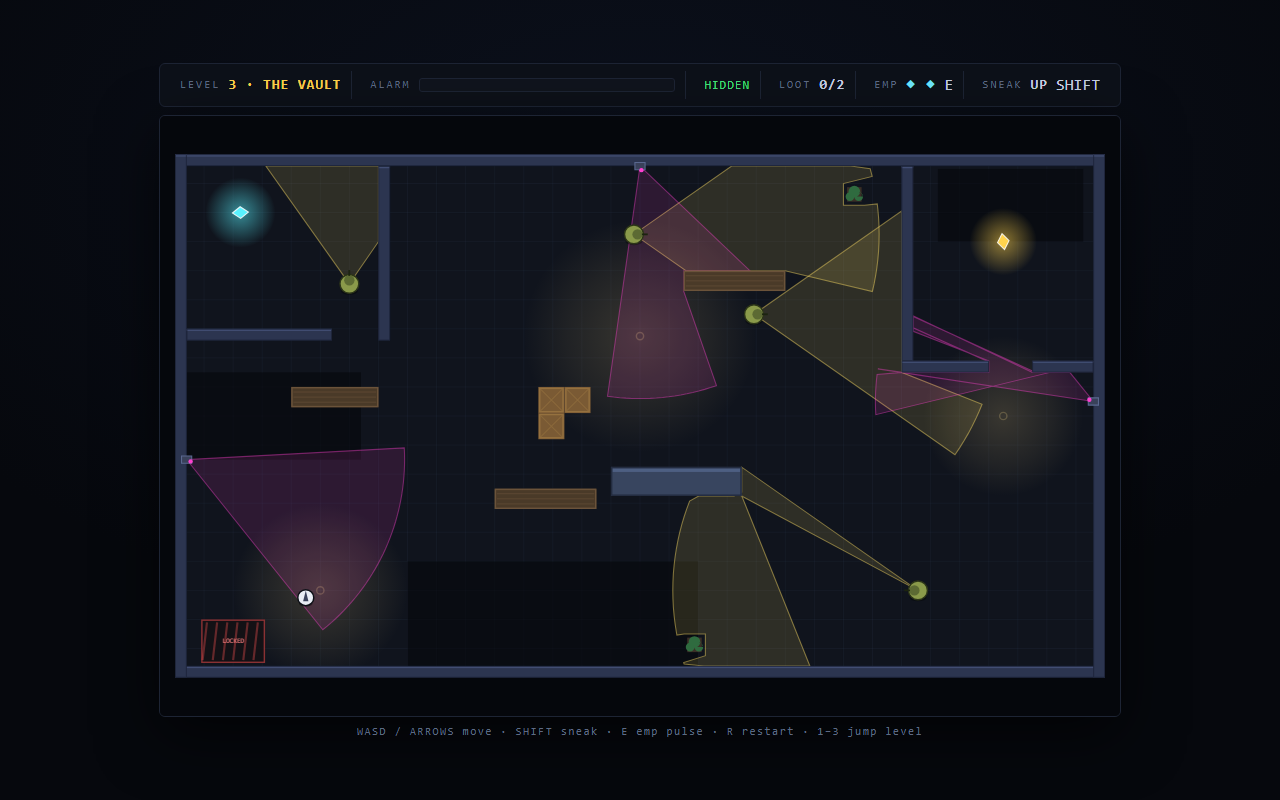 LEVEL 3 · THE VAULT ALARM HIDDEN LOOT 0/2 EMP ◆ ◆ E SNEAK UP SHIFT
LOCKED
WASD / ARROWS move · SHIFT sneak · E emp pulse · R restart · 1–3 jump level